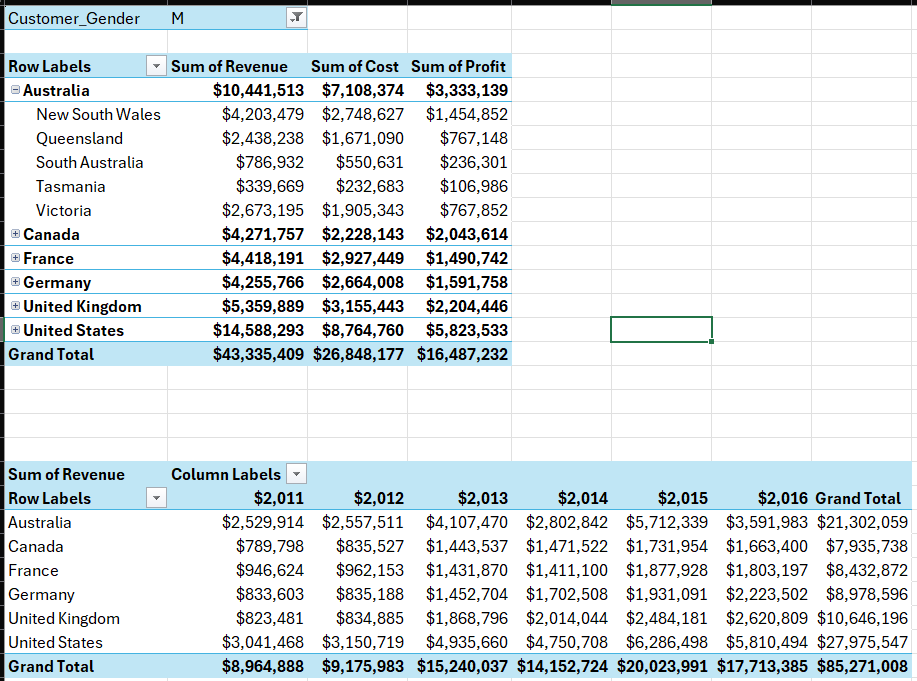 Customer_Gender M
Row Labels Sum of Revenue Sum of Cost Sum of Profit
Australia $10,441,513 $7,108,374 $3,333,139
New South Wales $4,203,479 $2,748,627 $1,454,852
Queensland $2,438,238 $1,671,090 $767,148
South Australia $786,932 $550,631 $236,301
Tasmania $339,669 $232,683 $106,986
Victoria $2,673,195 $1,905,343 $767,852
Canada $4,271,757 $2,228,143 $2,043,614
France $4,418,191 $2,927,449 $1,490,742
Germany $4,255,766 $2,664,008 $1,591,758
United Kingdom $5,359,889 $3,155,443 $2,204,446
United States $14,588,293 $8,764,760 $5,823,533
Grand Total $43,335,409 $26,848,177 $16,487,232
Sum of Revenue Column Labels
Row Labels $2,011 $2,012 $2,013 $2,014 $2,015 $2,016 Grand Total
Australia $2,529,914 $2,557,511 $4,107,470 $2,802,842 $5,712,339 $3,591,983 $21,302,059
Canada $789,798 $835,527 $1,443,537 $1,471,522 $1,731,954 $1,663,400 $7,935,738
France $946,624 $962,153 $1,431,870 $1,411,100 $1,877,928 $1,803,197 $8,432,872
Germany $833,603 $835,188 $1,452,704 $1,702,508 $1,931,091 $2,223,502 $8,978,596
United Kingdom $823,481 $834,885 $1,868,796 $2,014,044 $2,484,181 $2,620,809 $10,646,196
United States $3,041,468 $3,150,719 $4,935,660 $4,750,708 $6,286,498 $5,810,494 $27,975,547
Grand Total $8,964,888 $9,175,983 $15,240,037 $14,152,724 $20,023,991 $17,713,385 $85,271,008